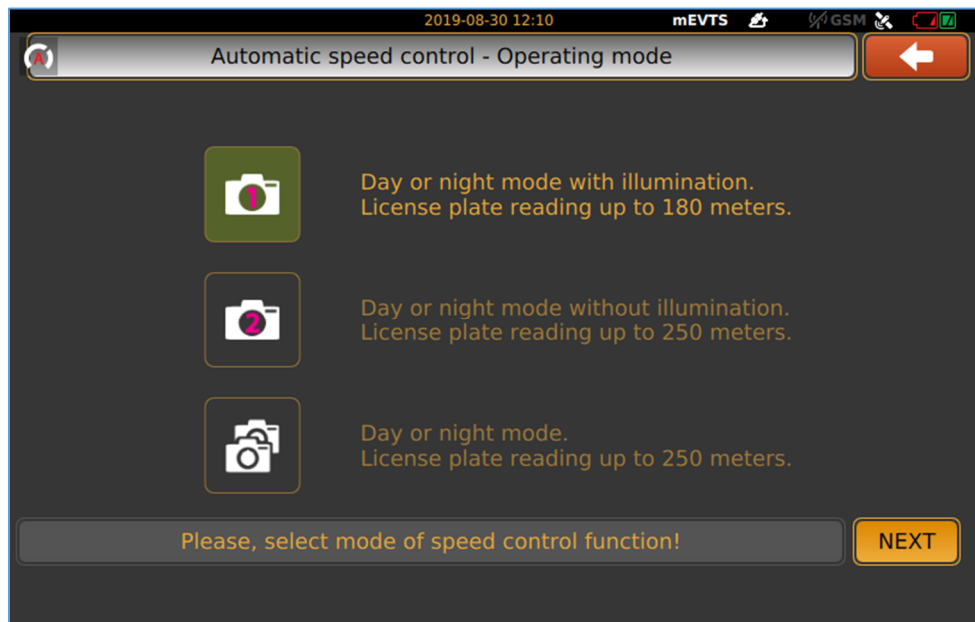 2019-08-30 12:10 mEVTS GSM
A Automatic speed control - Operating mode
1 Day or night mode with illumination.
License plate reading up to 180 meters.
2 Day or night mode without illumination.
License plate reading up to 250 meters.
Day or night mode.
License plate reading up to 250 meters.
Please, select mode of speed control function! NEXT